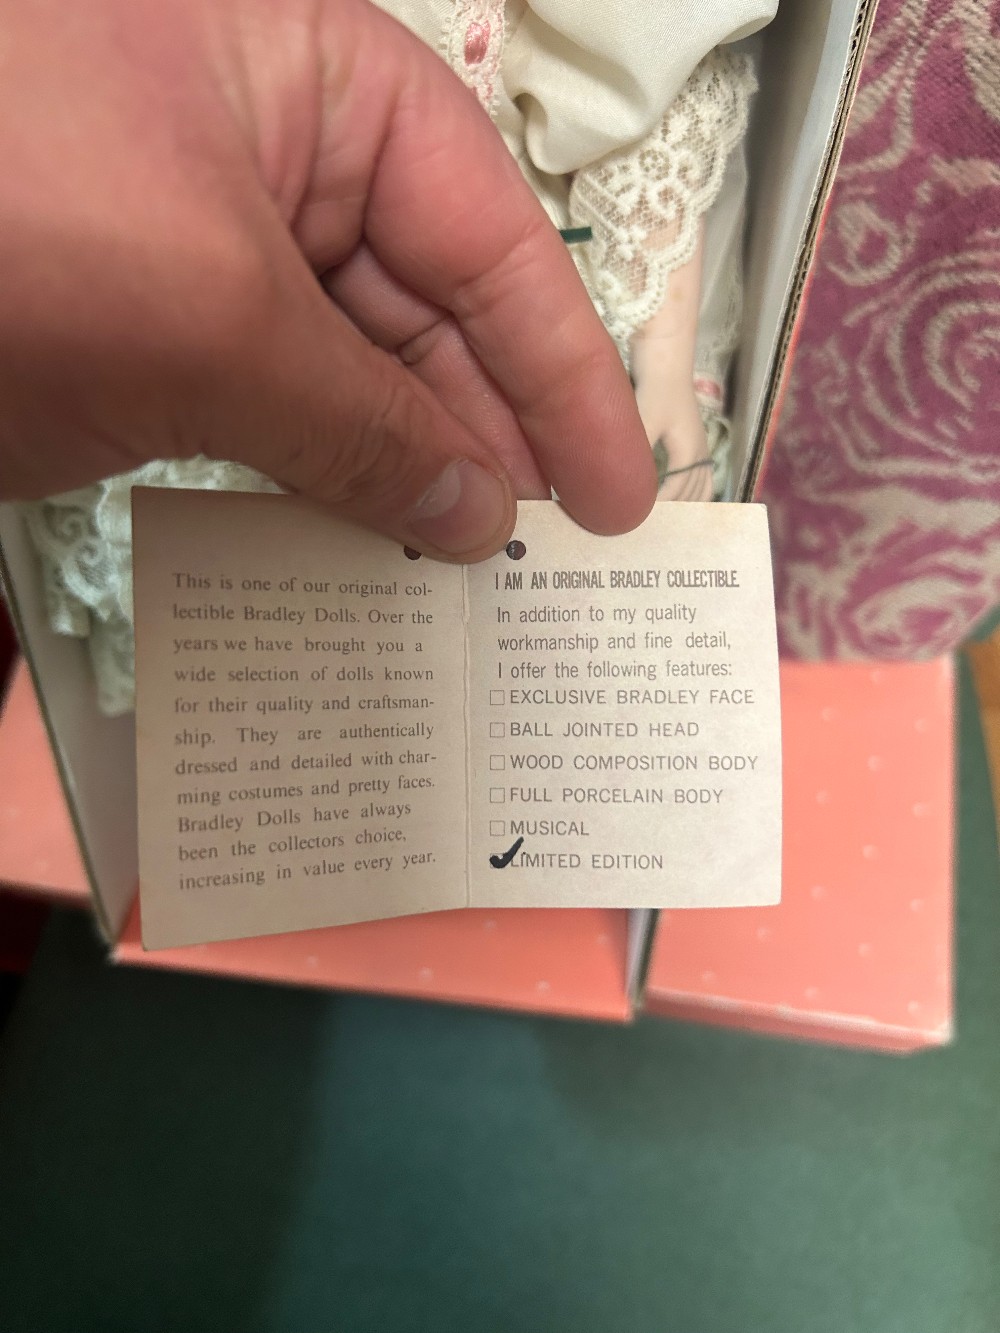 This is one of our original col-
lectible Bradley Dolls. Over the
years we have brought you a
wide selection of dolls known
for their quality and craftsman-
ship. They are authentically
dressed and detailed with char-
ming costumes and pretty faces.
Bradley Dolls have always
been the collectors choice,
increasing in value every year.
I AM AN ORIGINAL BRADLEY COLLECTIBLE
In addition to my quality
workmanship and fine detail,
I offer the following features:
EXCLUSIVE BRADLEY FACE
BALL JOINTED HEAD
WOOD COMPOSITION BODY
FULL PORCELAIN BODY
MUSICAL
LIMITED EDITION